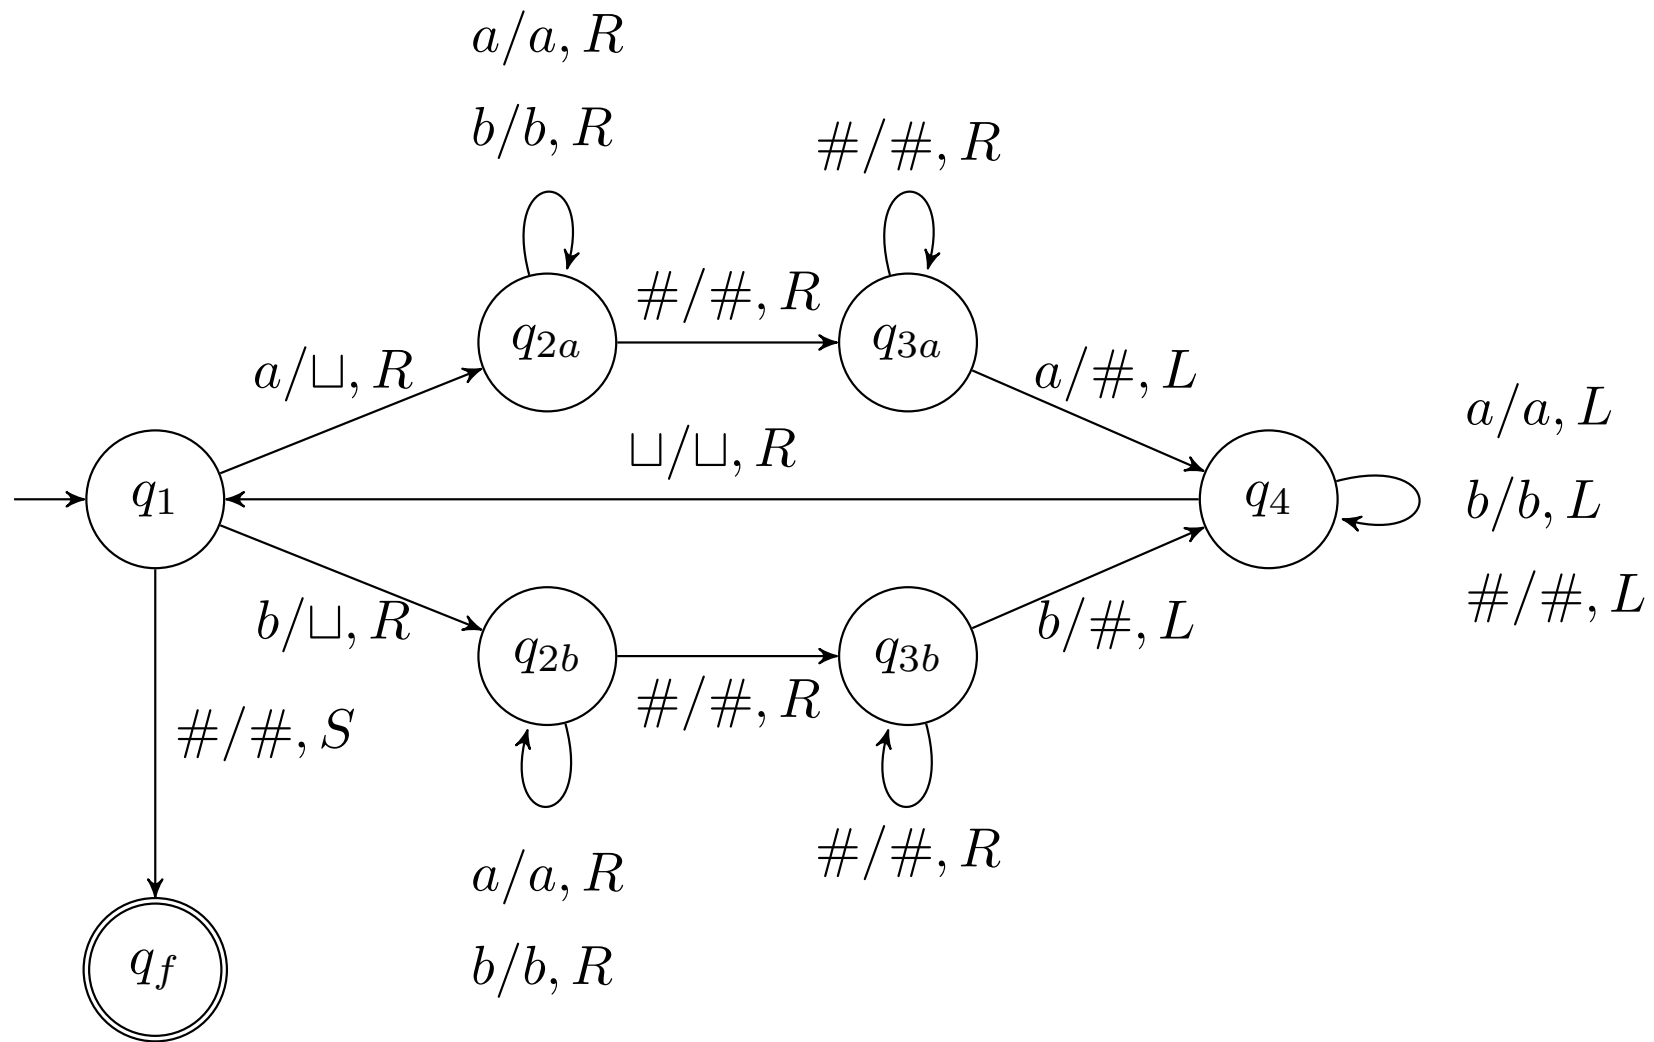 a/a, R
b/b, R
#/#, R
#/#, R
q2a
q3a
a/⊔, R
a/#, L
⊔/⊔, R
a/a, L
q1
q4
b/b, L
#/#, L
b/⊔, R
b/#, L
q2b
q3b
#/#, R
#/#, S
#/#, R
a/a, R
b/b, R
qf